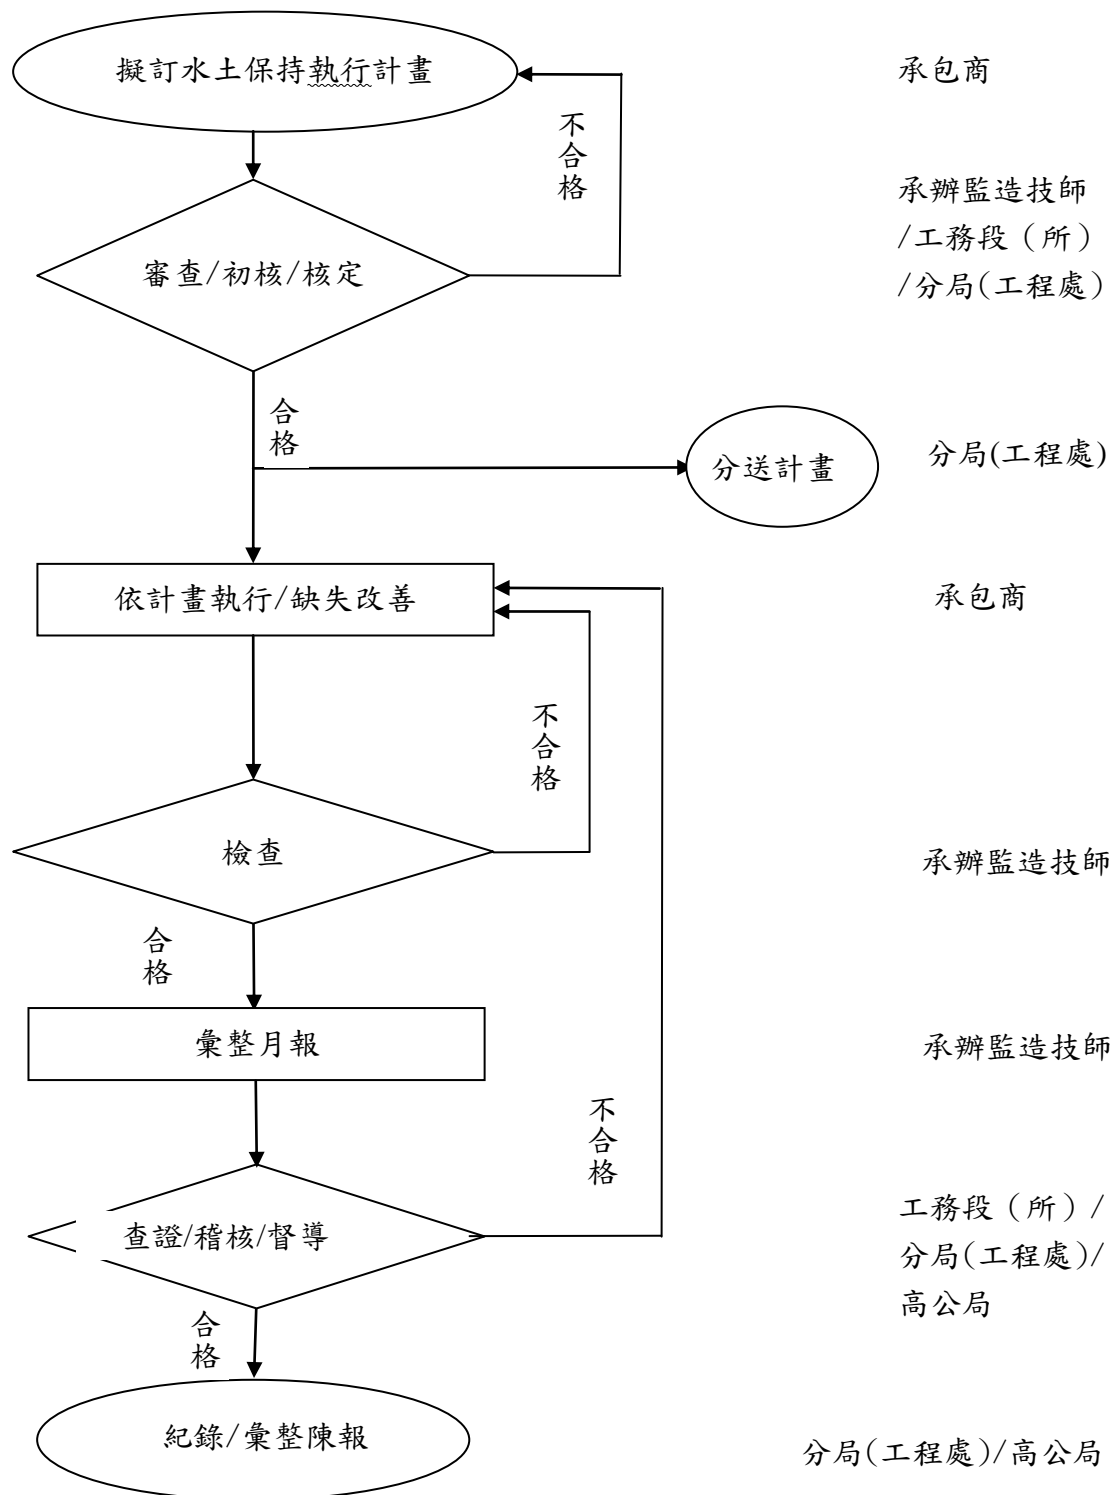 擬訂水土保持執行計畫
承包商
不合格
承辦監造技師
/工務段（所）
/分局(工程處)
審查/初核/核定
合格
分送計畫
分局(工程處)
依計畫執行/缺失改善
承包商
不合格
檢查
承辦監造技師
合格
彙整月報
承辦監造技師
不合格
查證/稽核/督導
工務段（所）/
分局(工程處)/
高公局
合格
紀錄/彙整陳報
分局(工程處)/高公局